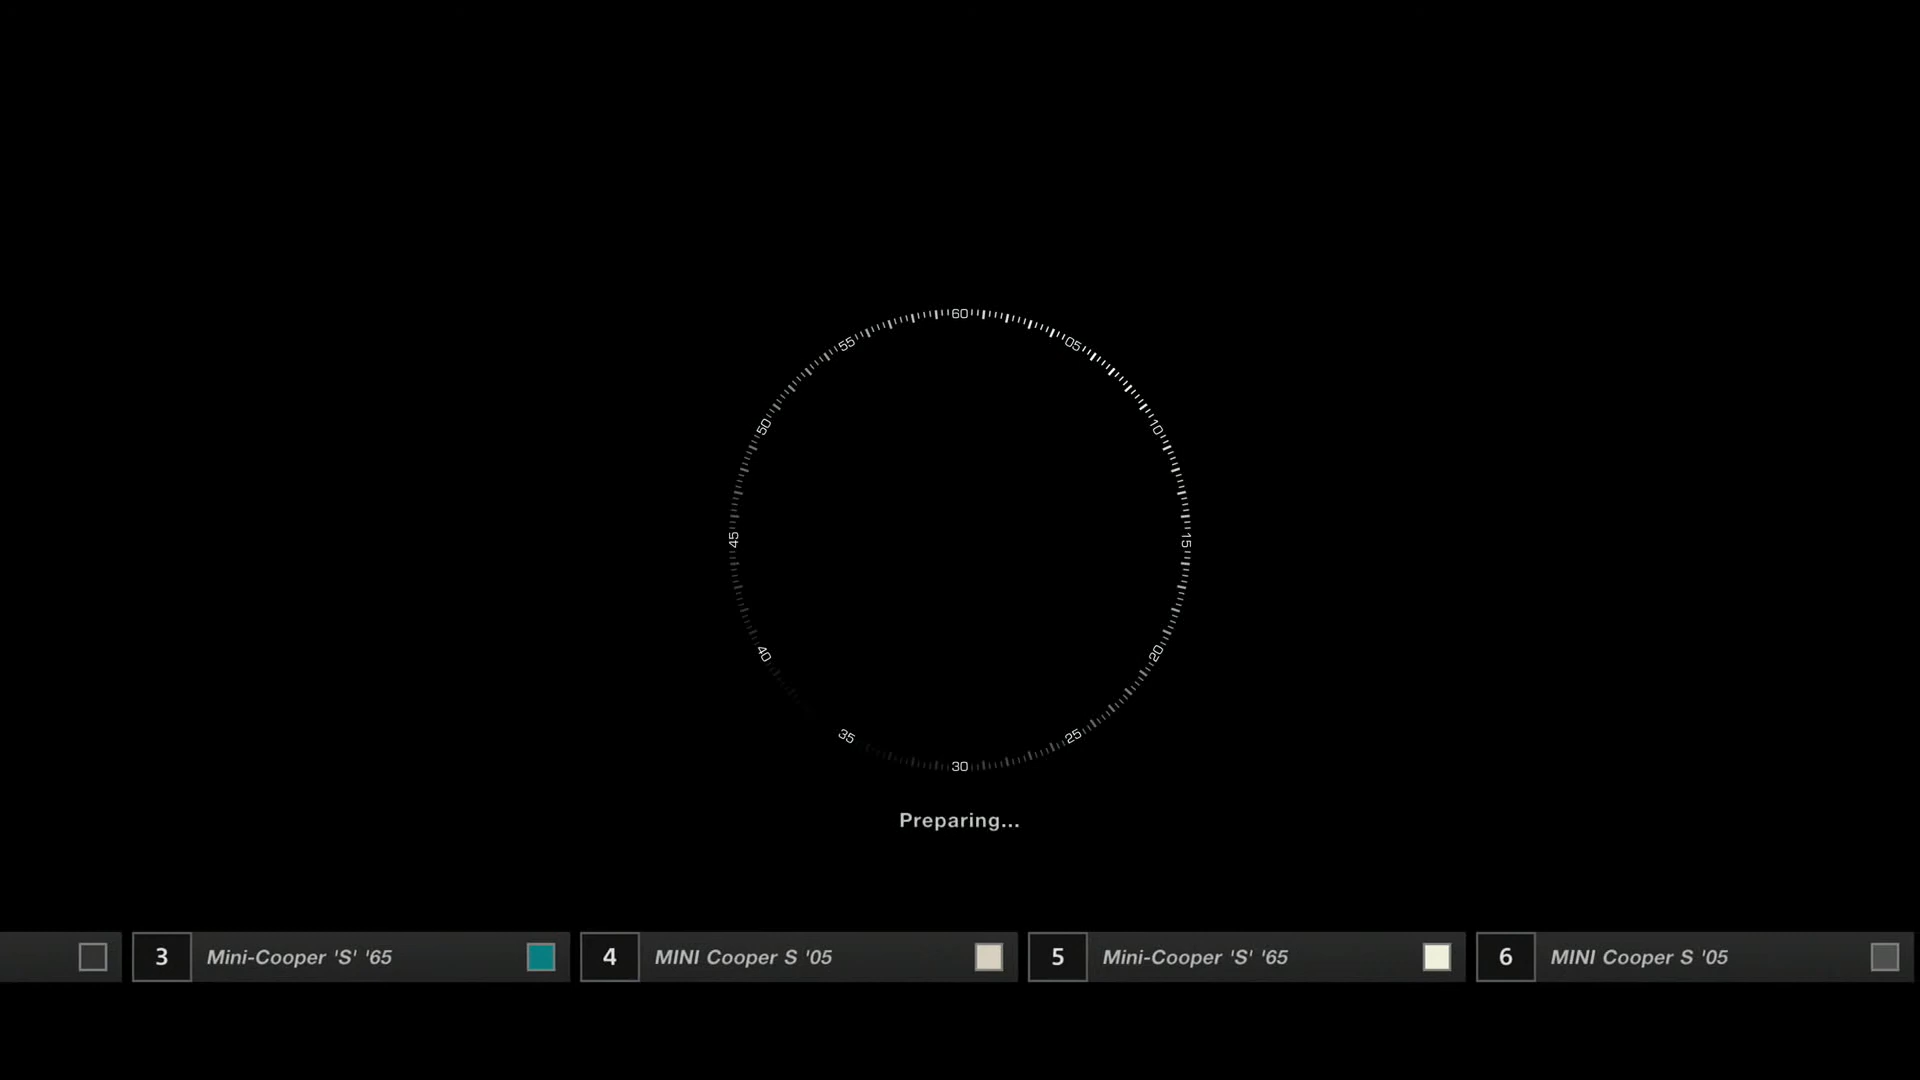 60
55
05
50
10
45
15
40
20
35
25
30
Preparing...
3 Mini-Cooper 'S' '65
4 MINI Cooper S '05
5 Mini-Cooper 'S' '65
6 MINI Cooper S '05